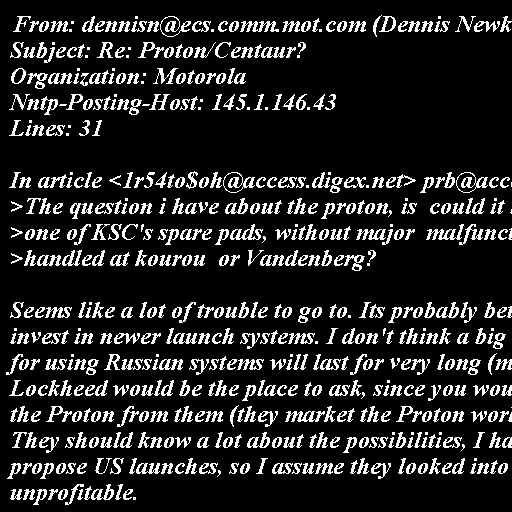 From: dennisn@ecs.comm.mot.com (Dennis Newk
Subject: Re: Proton/Centaur?
Organization: Motorola
Nntp-Posting-Host: 145.1.146.43
Lines: 31

In article <1r54to$oh@access.digex.net> prb@acc
>The question i have about the proton, is  could it
>one of KSC's spare pads, without major  malfunct
>handled at kourou  or Vandenberg?

Seems like a lot of trouble to go to. Its probably bet
invest in newer launch systems. I don't think a big
for using Russian systems will last for very long (m
Lockheed would be the place to ask, since you wou
the Proton from them (they market the Proton worl
They should know a lot about the possibilities, I ha
propose US launches, so I assume they looked into
unprofitable.